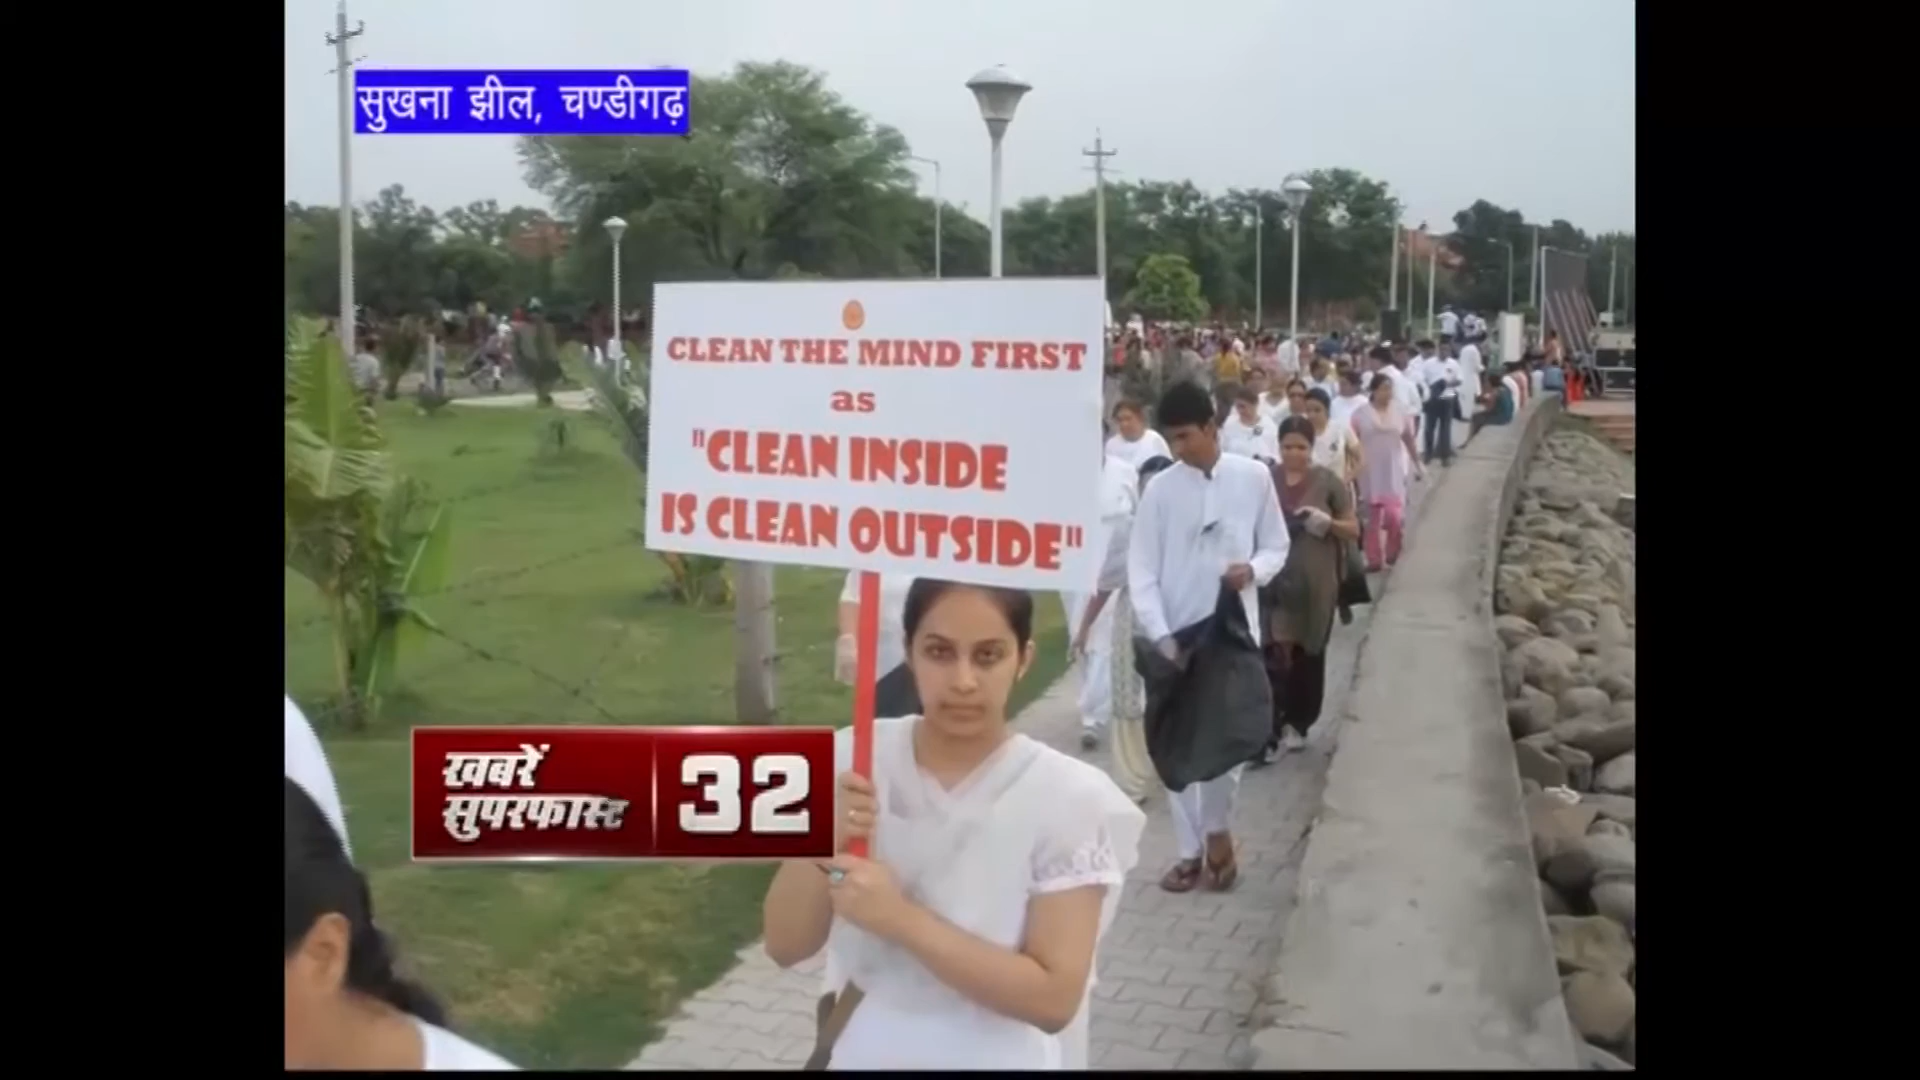 सुखना झील, चण्डीगढ़
CLEAN THE MIND FIRST
as
"CLEAN INSIDE
IS CLEAN OUTSIDE"
खबरें
सुपरफास्ट
32